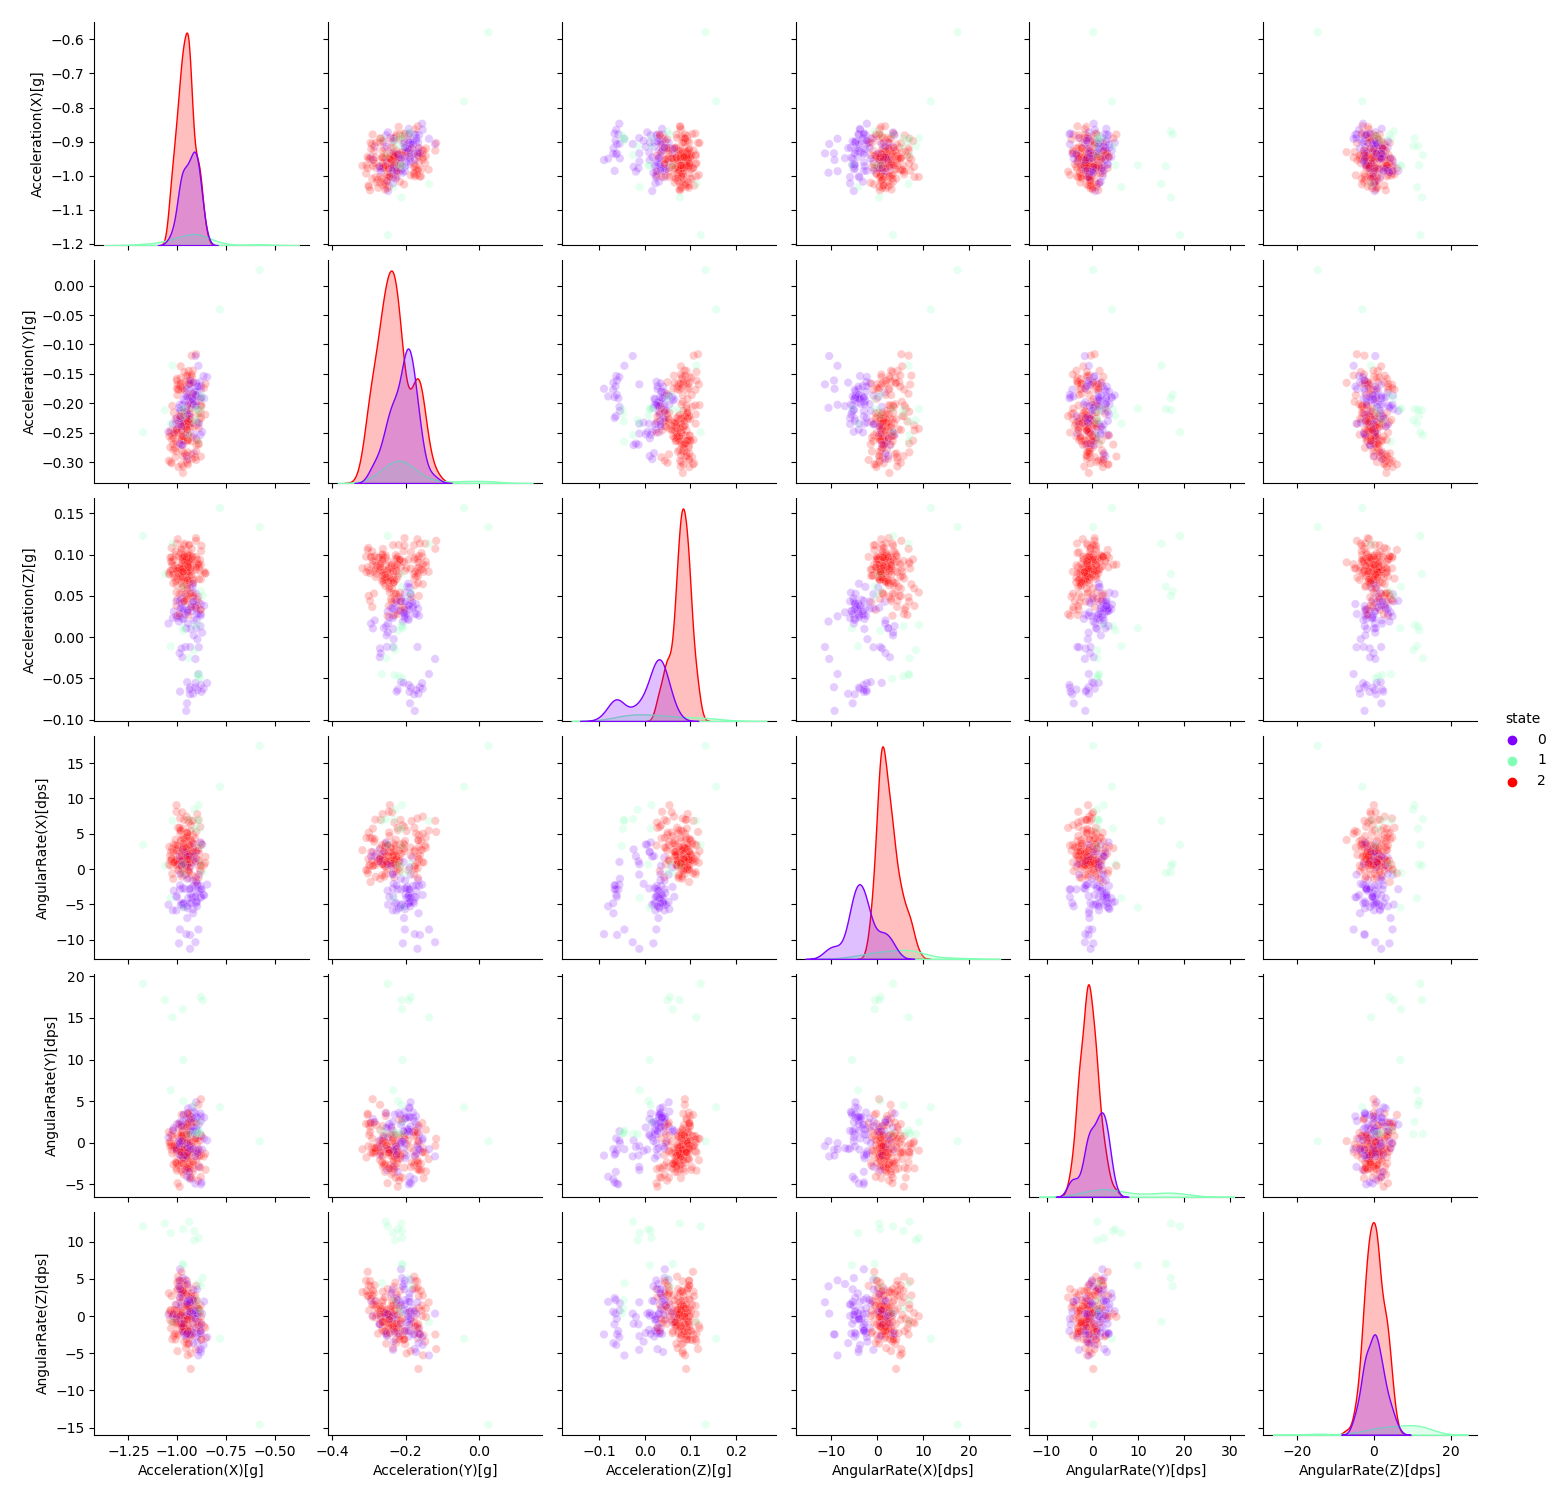 −0.6
−0.7
−0.8
−0.9
−1.0
−1.1
−1.2
Acceleration(X)[g]
0.00
−0.05
−0.10
−0.15
−0.20
−0.25
−0.30
Acceleration(Y)[g]
0.15
0.10
0.05
0.00
−0.05
−0.10
Acceleration(Z)[g]
state
0
1
2
15
10
5
0
−5
−10
AngularRate(X)[dps]
20
15
10
5
0
−5
AngularRate(Y)[dps]
10
5
0
−5
−10
−15
AngularRate(Z)[dps]
−1.25 −1.00 −0.75 −0.50
−0.4 −0.2 0.0
−0.1 0.0 0.1 0.2
−10 0 10 20
−10 0 10 20 30
−20 0 20
Acceleration(X)[g]
Acceleration(Y)[g]
Acceleration(Z)[g]
AngularRate(X)[dps]
AngularRate(Y)[dps]
AngularRate(Z)[dps]